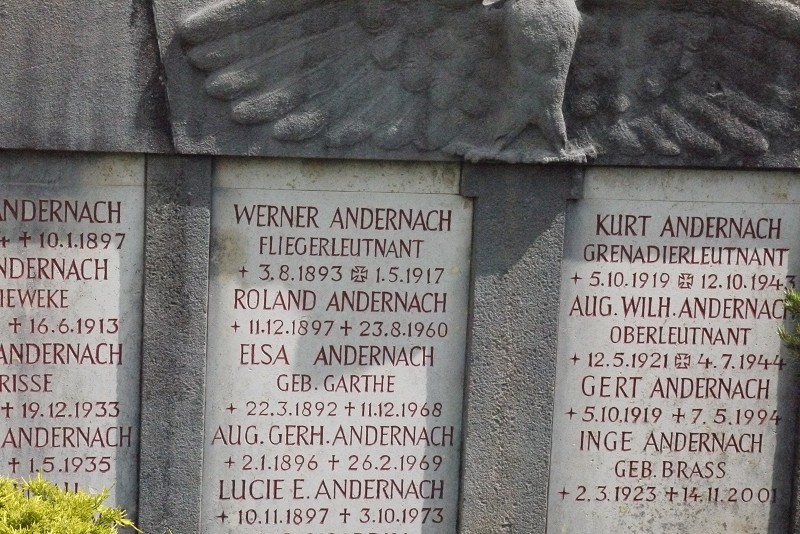 ANDERNACH
+ 10.1.1897
ANDERNACH
IEWEKE
+ 16.6.1913
ANDERNACH
RISSE
+ 19.12.1933
ANDERNACH
+ 1.5.1935
WERNER ANDERNACH
FLIEGERLEUTNANT
+ 3.8.1893 ✠ 1.5.1917
ROLAND ANDERNACH
+ 11.12.1897 + 23.8.1960
ELSA ANDERNACH
GEB. GARTHE
+ 22.3.1892 + 11.12.1968
AUG. GERH. ANDERNACH
+ 2.1.1896 + 26.2.1969
LUCIE E. ANDERNACH
+ 10.11.1897 + 3.10.1973
KURT ANDERNACH
GRENADIERLEUTNANT
+ 5.10.1919 ✠ 12.10.1943
AUG. WILH. ANDERNACH
OBERLEUTNANT
+ 12.5.1921 ✠ 4.7.1944
GERT ANDERNACH
+ 5.10.1919 + 7.5.1994
INGE ANDERNACH
GEB. BRASS
+ 2.3.1923 + 14.11.2001